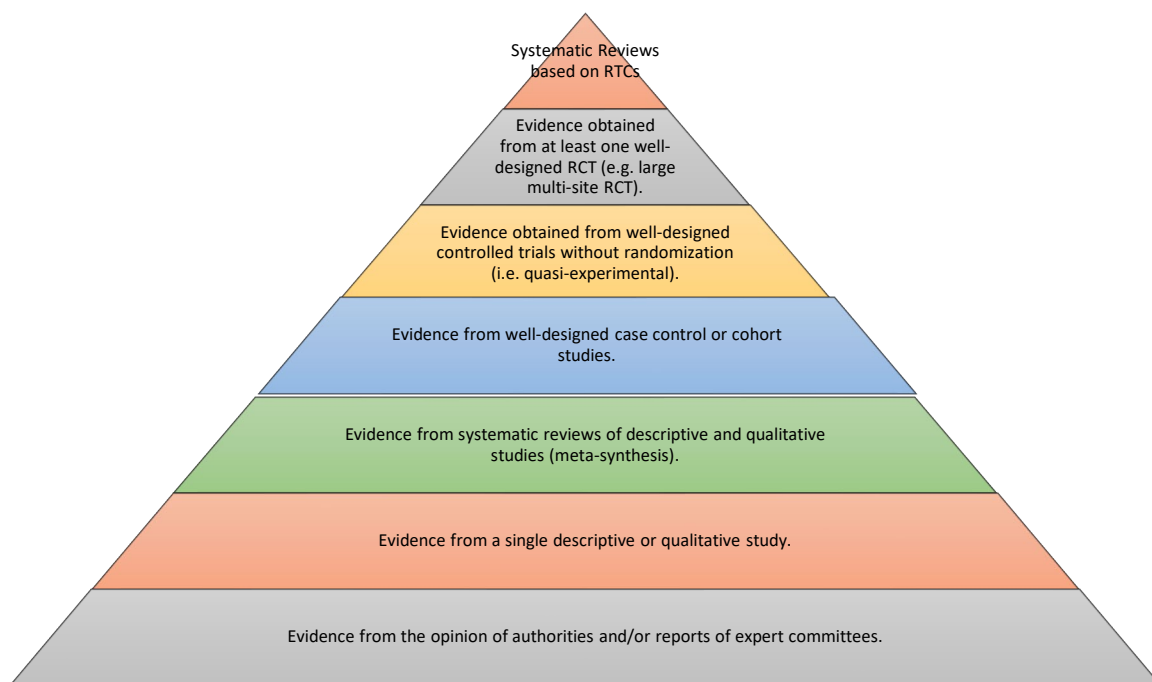 Systematic Reviews
based on RTCs
Evidence obtained
from at least one well-
designed RCT (e.g. large
multi-site RCT).
Evidence obtained from well-designed
controlled trials without randomization
(i.e. quasi-experimental).
Evidence from well-designed case control or cohort
studies.
Evidence from systematic reviews of descriptive and qualitative
studies (meta-synthesis).
Evidence from a single descriptive or qualitative study.
Evidence from the opinion of authorities and/or reports of expert committees.